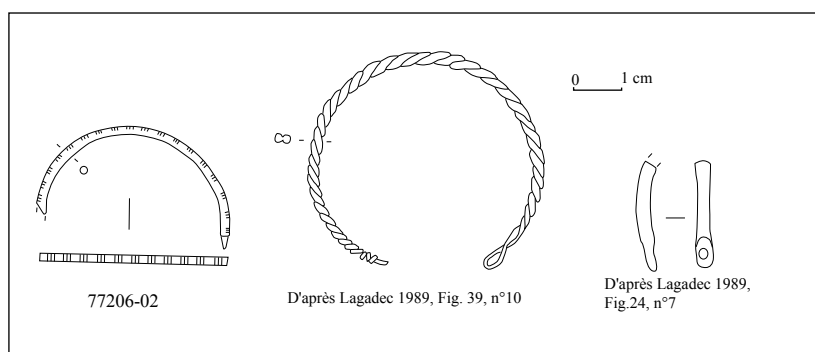 0 1 cm
77206-02
D'après Lagadec 1989, Fig. 39, n°10
D'après Lagadec 1989,
Fig.24, n°7